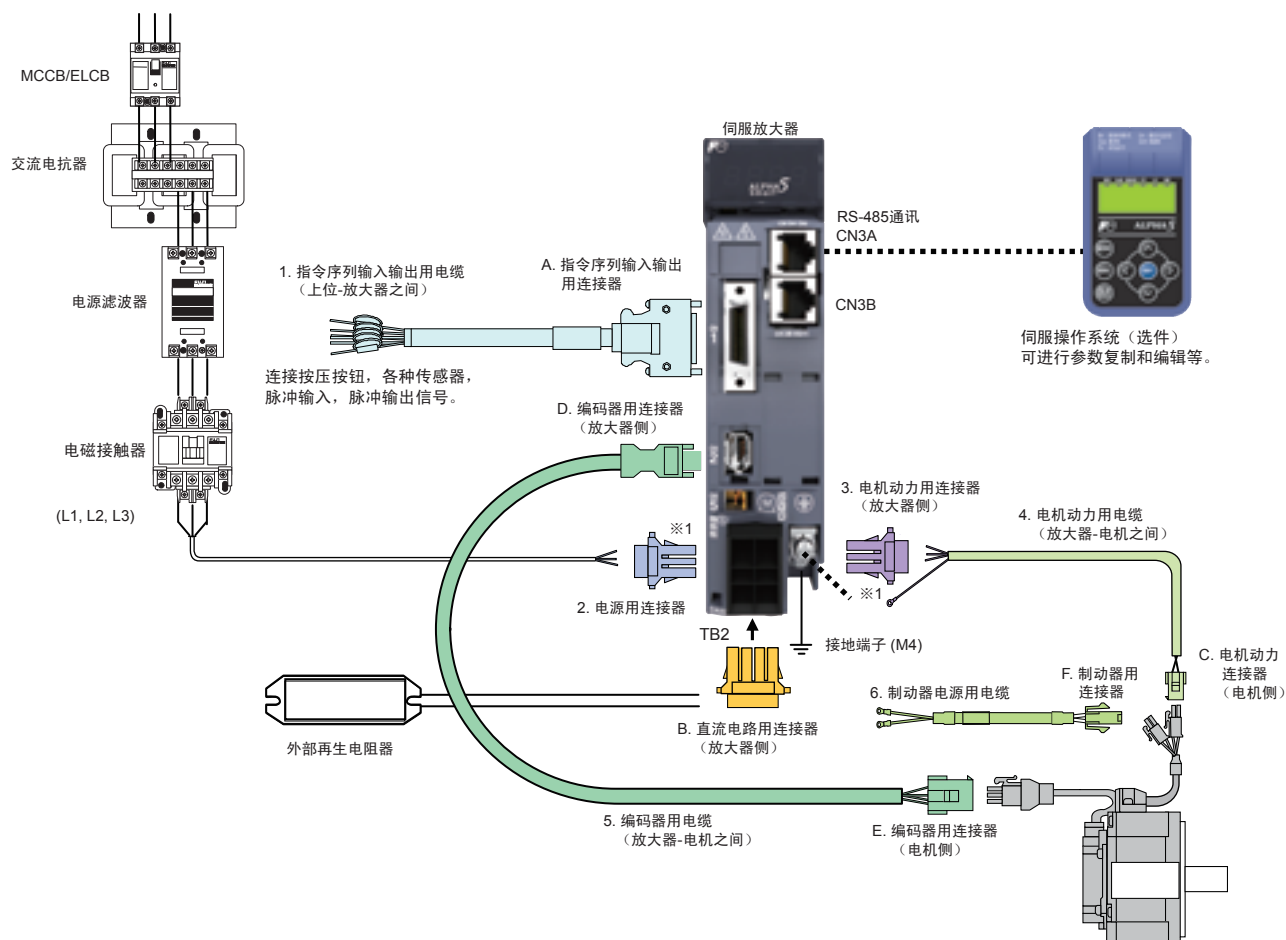 MCCB/ELCB
交流电抗器
电源滤波器
电磁接触器
(L1, L2, L3)
1. 指令序列输入输出用电缆
（上位-放大器之间）
连接按压按钮，各种传感器，
脉冲输入，脉冲输出信号。
A. 指令序列输入输出
用连接器
伺服放大器
ALPHA5
RS-485通讯
CN3A
CN3B
ALPHA5
伺服操作系统（选件）
可进行参数复制和编辑等。
D. 编码器用连接器
（放大器侧）
3. 电机动力用连接器
（放大器侧）
4. 电机动力用电缆
（放大器-电机之间）
※1
※1
2. 电源用连接器
TB2
接地端子 (M4)
C. 电机动力
连接器
（电机侧）
F. 制动器用
连接器
6. 制动器电源用电缆
B. 直流电路用连接器
（放大器侧）
外部再生电阻器
5. 编码器用电缆
（放大器-电机之间）
E. 编码器用连接器
（电机侧）